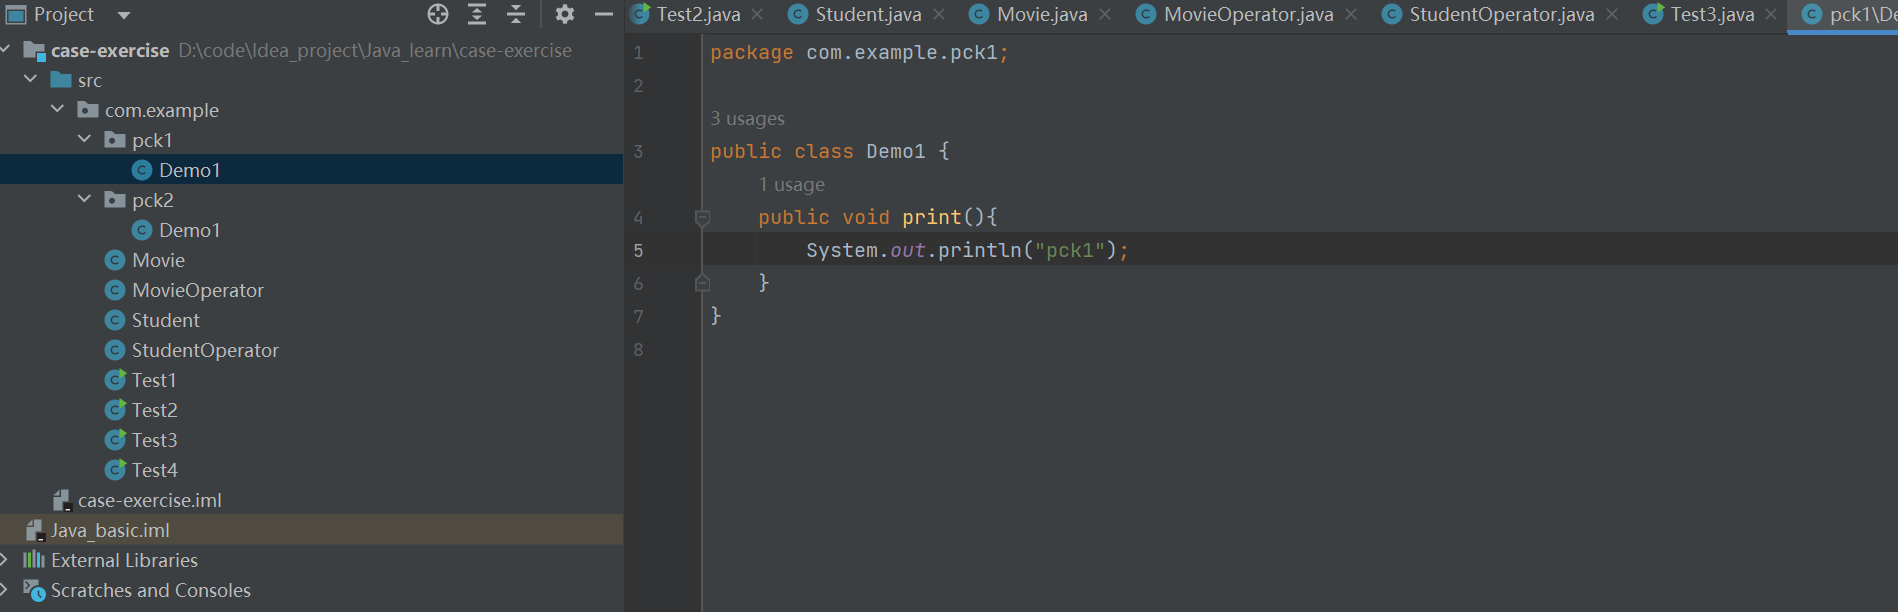 Project
case-exercise D:\code\Idea_project\Java_learn\case-exercise
src
com.example
pck1
Demo1
pck2
Demo1
Movie
MovieOperator
Student
StudentOperator
Test1
Test2
Test3
Test4
case-exercise.iml
Java_basic.iml
External Libraries
Scratches and Consoles
Test2.java Student.java Movie.java MovieOperator.java StudentOperator.java Test3.java pck1\De
1 package com.example.pck1;
2
3 usages
3 public class Demo1 {
1 usage
4 public void print(){
5 System.out.println("pck1");
6 }
7 }
8